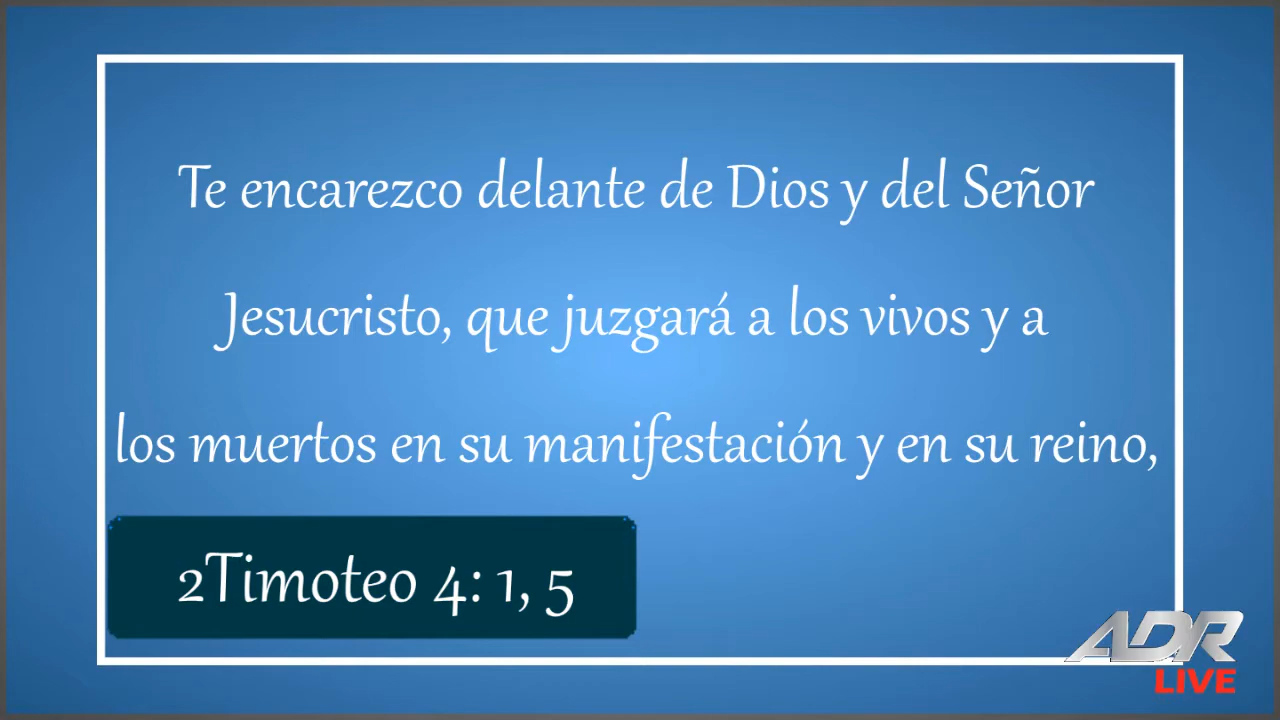 Te encarezco delante de Dios y del Señor
Jesucristo, que juzgará a los vivos y a
los muertos en su manifestación y en su reino,
2Timoteo 4: 1, 5
ADR
LIVE